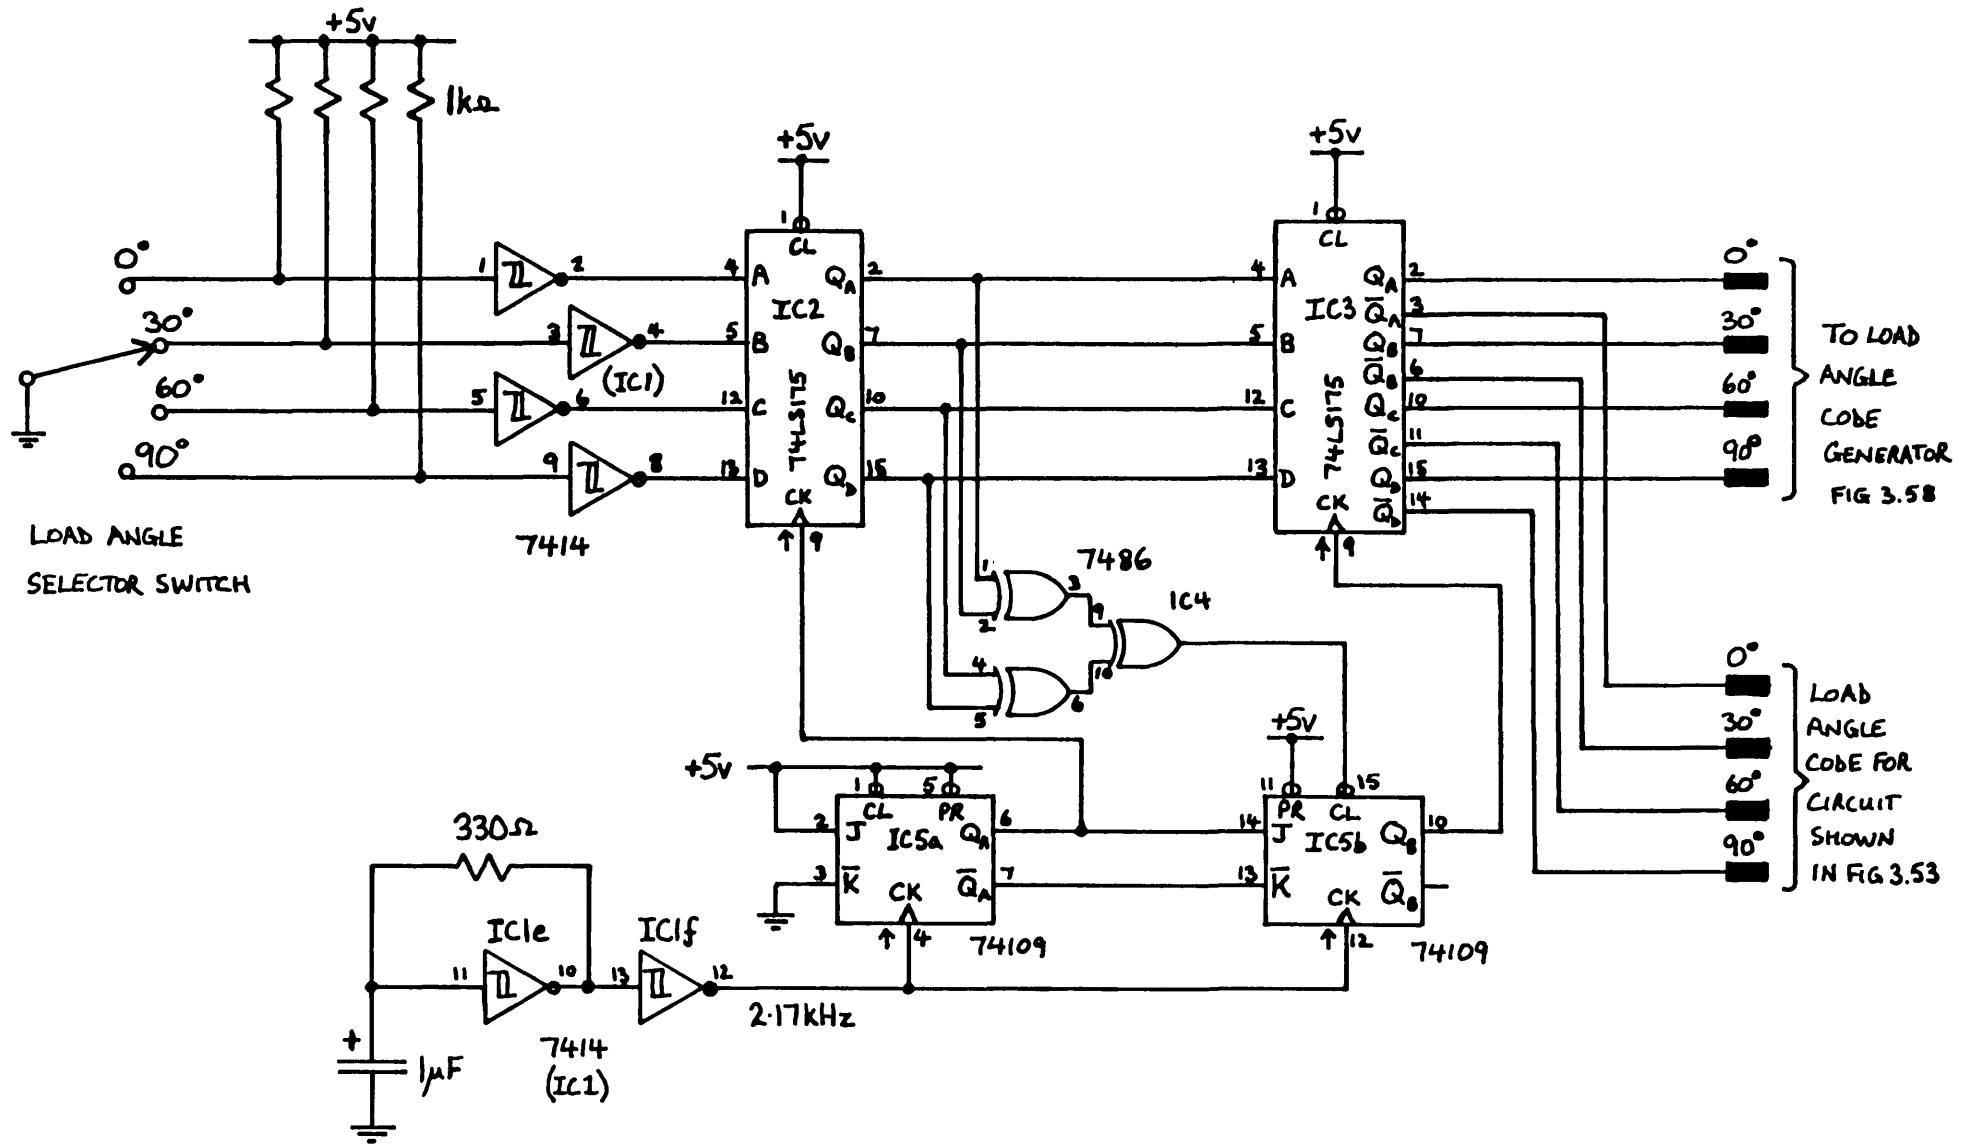 +5v
1kΩ
0°
30°
60°
90°
LOAD ANGLE
SELECTOR SWITCH
1
2
3
4
(IC1)
5
6
9
8
7414
+5v
1
CL
4 A
QA 2
IC2
5 B
QB 7
12 C
QC 10
13 D
QD 15
74LS175
CK
↑ 9
+5v
1
CL
4 A
QA 2
IC3
Q̅A 3
5 B
QB 7
Q̅B 6
12 C
QC 10
Q̅C 11
13 D
QD 15
Q̅D 14
74LS175
CK
↑ 9
0°
30°
60°
90°
TO LOAD
ANGLE
CODE
GENERATOR
FIG 3.58
7486
IC4
1
2
3
4
5
6
9
10
0°
30°
60°
90°
LOAD
ANGLE
CODE FOR
CIRCUIT
SHOWN
IN FIG 3.53
+5v
1
CL
5
PR
2 J
QA 6
IC5a
3 K̅
Q̅A 7
CK
↑ 4
74109
+5v
11
PR
15
CL
14 J
QB 10
IC5b
13 K̅
Q̅B
CK
↑ 12
74109
330Ω
IC1e
IC1f
11
10
13
12
2.17kHz
7414
(IC1)
+
1µF